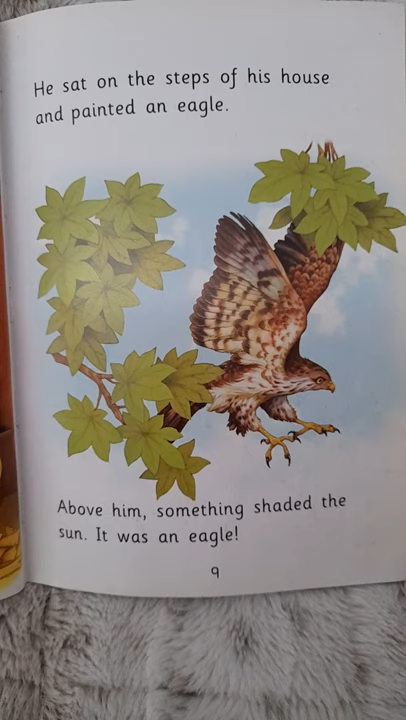 He sat on the steps of his house
and painted an eagle.
Above him, something shaded the
sun. It was an eagle!
9